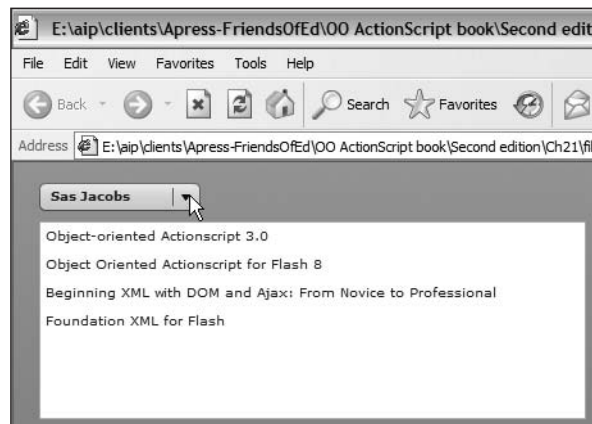 E:\aip\clients\Apress-FriendsOfEd\OO ActionScript book\Second edit
File Edit View Favorites Tools Help
Back Search Favorites
Address E:\aip\clients\Apress-FriendsOfEd\OO ActionScript book\Second edition\Ch21\fil
Sas Jacobs
Object-oriented Actionscript 3.0
Object Oriented Actionscript for Flash 8
Beginning XML with DOM and Ajax: From Novice to Professional
Foundation XML for Flash